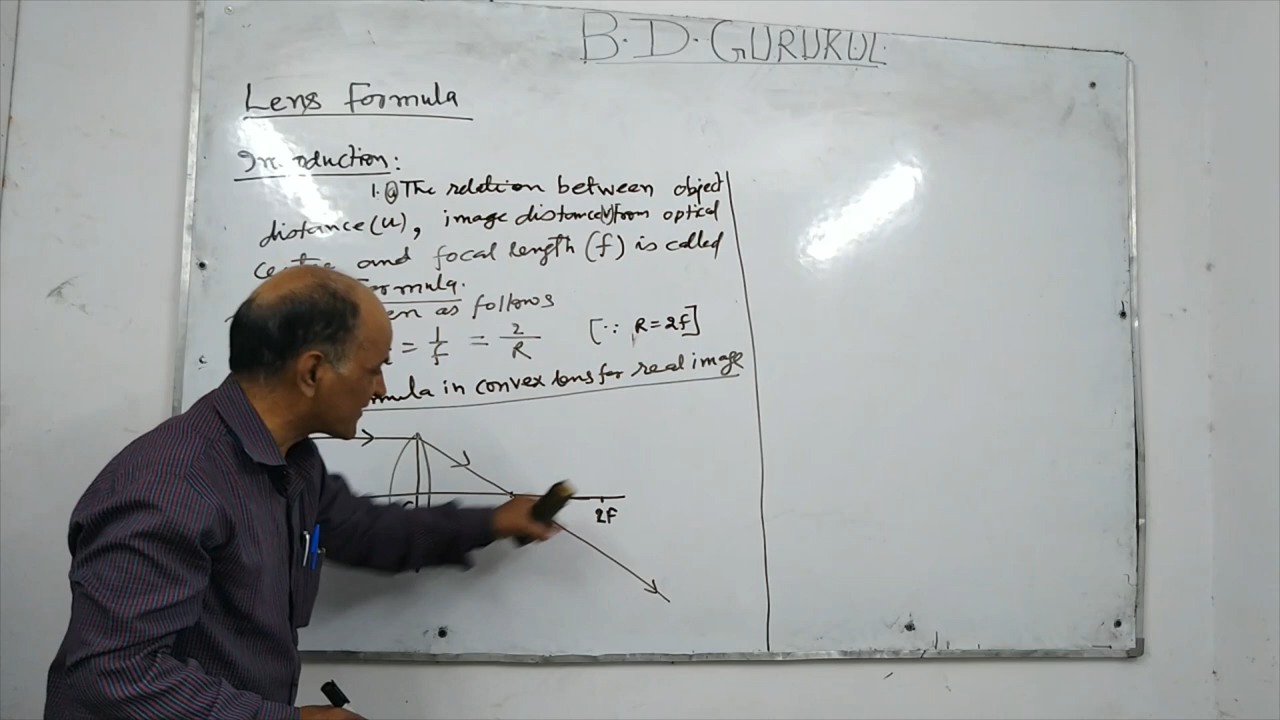 B.D.GURUKUL
Lens Formula
Introduction:
1. (a) The relation between object
distance (u), image distance (v) from optical
centre and focal length (f) is called
Formula.
as follows
= 1/f = 2/R [∵ R = 2f]
in convex lens for real image
2F